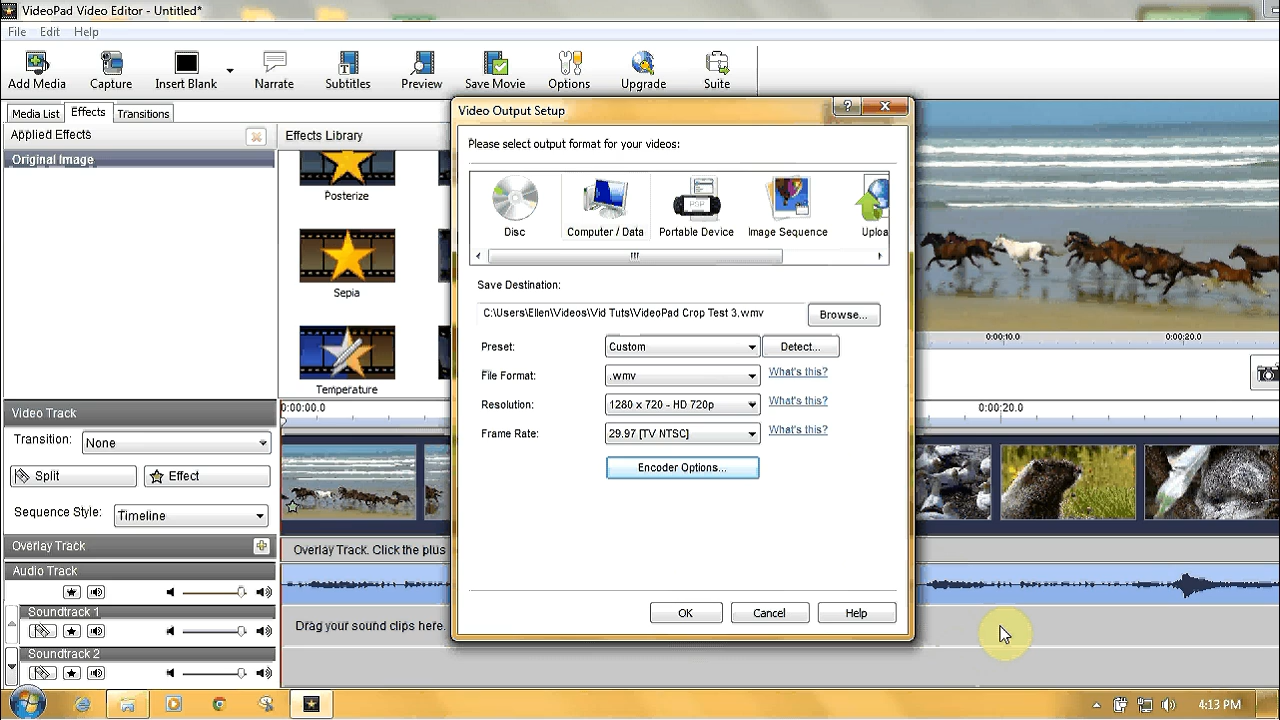 VideoPad Video Editor - Untitled*
File Edit Help
Add Media Capture Insert Blank Narrate Subtitles Preview Save Movie Options Upgrade Suite
Media List Effects Transitions
Applied Effects
Original Image
Effects Library
Posterize
Sepia
Temperature
Video Output Setup
Please select output format for your videos:
Disc Computer / Data Portable Device Image Sequence Uploa
Save Destination:
C:\Users\Ellen\Videos\Vid Tuts\VideoPad Crop Test 3.wmv Browse...
Preset: Custom Detect...
File Format: .wmv What's this?
Resolution: 1280 x 720 - HD 720p What's this?
Frame Rate: 29.97 [TV NTSC] What's this?
Encoder Options...
OK Cancel Help
0:00:10.0 0:00:20.0
Video Track
0:00:00.0 0:00:20.0
Transition: None
Split Effect
Sequence Style: Timeline
Overlay Track
Overlay Track. Click the plus
Audio Track
Soundtrack 1
Drag your sound clips here.
Soundtrack 2
4:13 PM